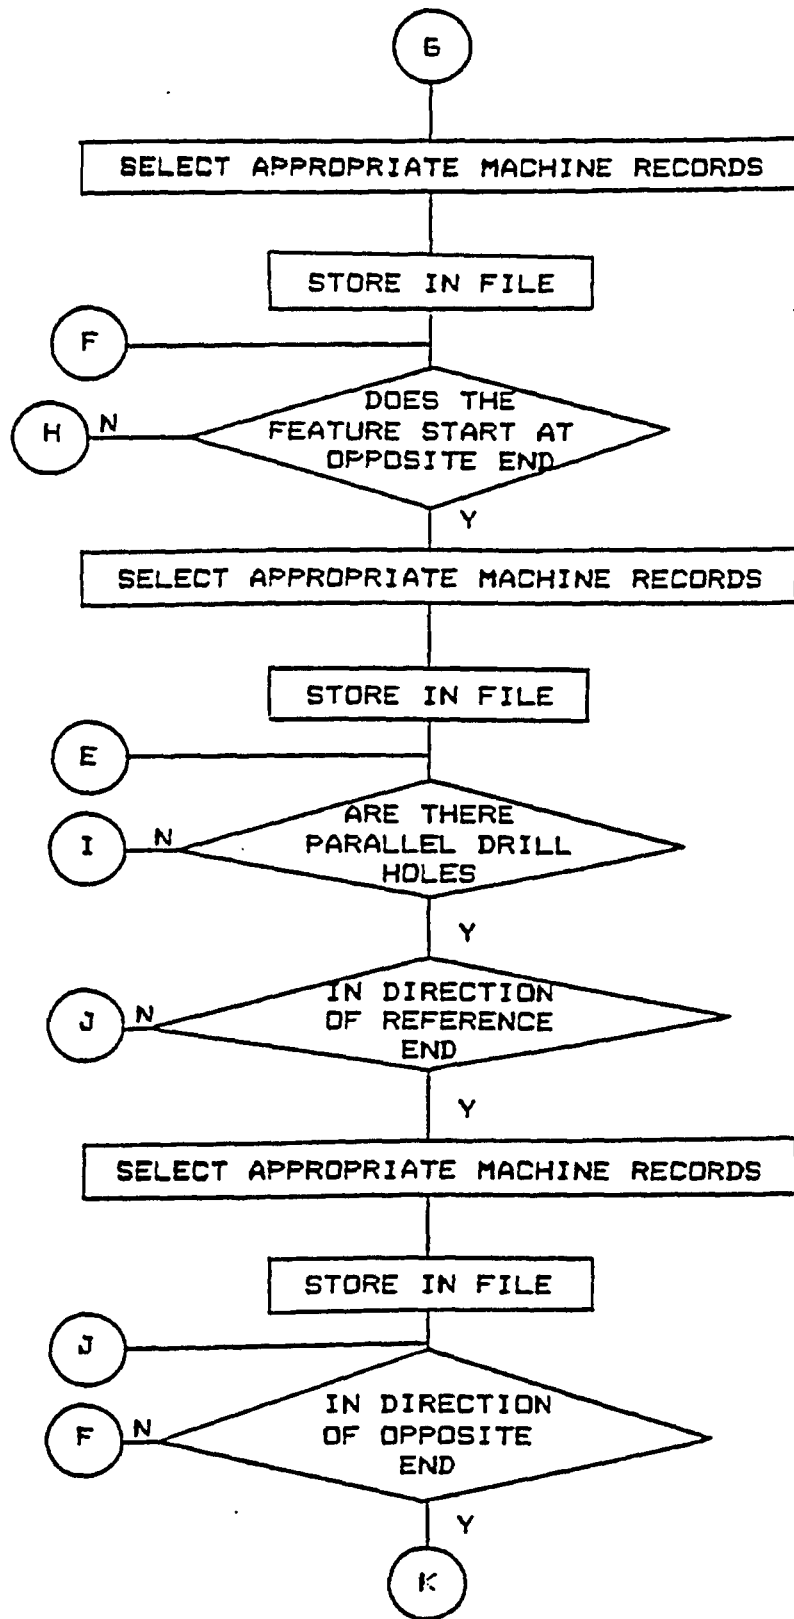 G
SELECT APPROPRIATE MACHINE RECORDS
STORE IN FILE
F
DOES THE
FEATURE START AT
OPPOSITE END
H N
Y
SELECT APPROPRIATE MACHINE RECORDS
STORE IN FILE
E
ARE THERE
PARALLEL DRILL
HOLES
I N
Y
IN DIRECTION
OF REFERENCE
END
J N
Y
SELECT APPROPRIATE MACHINE RECORDS
STORE IN FILE
J
IN DIRECTION
OF OPPOSITE
END
F N
Y
K